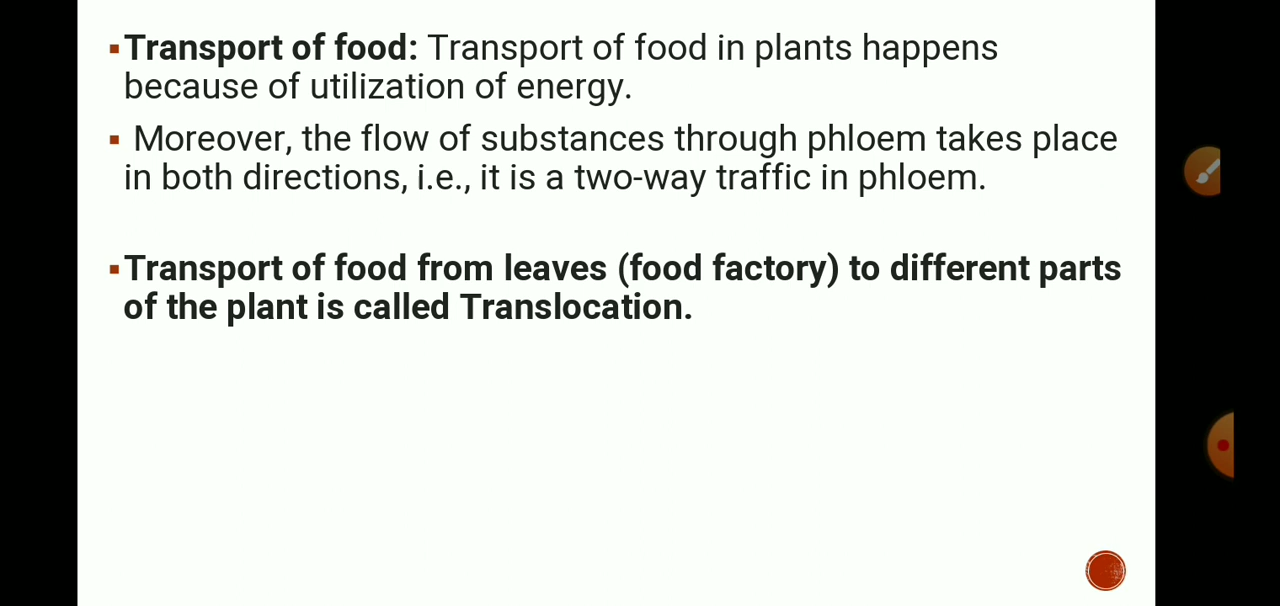 ▪Transport of food: Transport of food in plants happens
because of utilization of energy.
▪ Moreover, the flow of substances through phloem takes place
in both directions, i.e., it is a two-way traffic in phloem.
▪Transport of food from leaves (food factory) to different parts
of the plant is called Translocation.